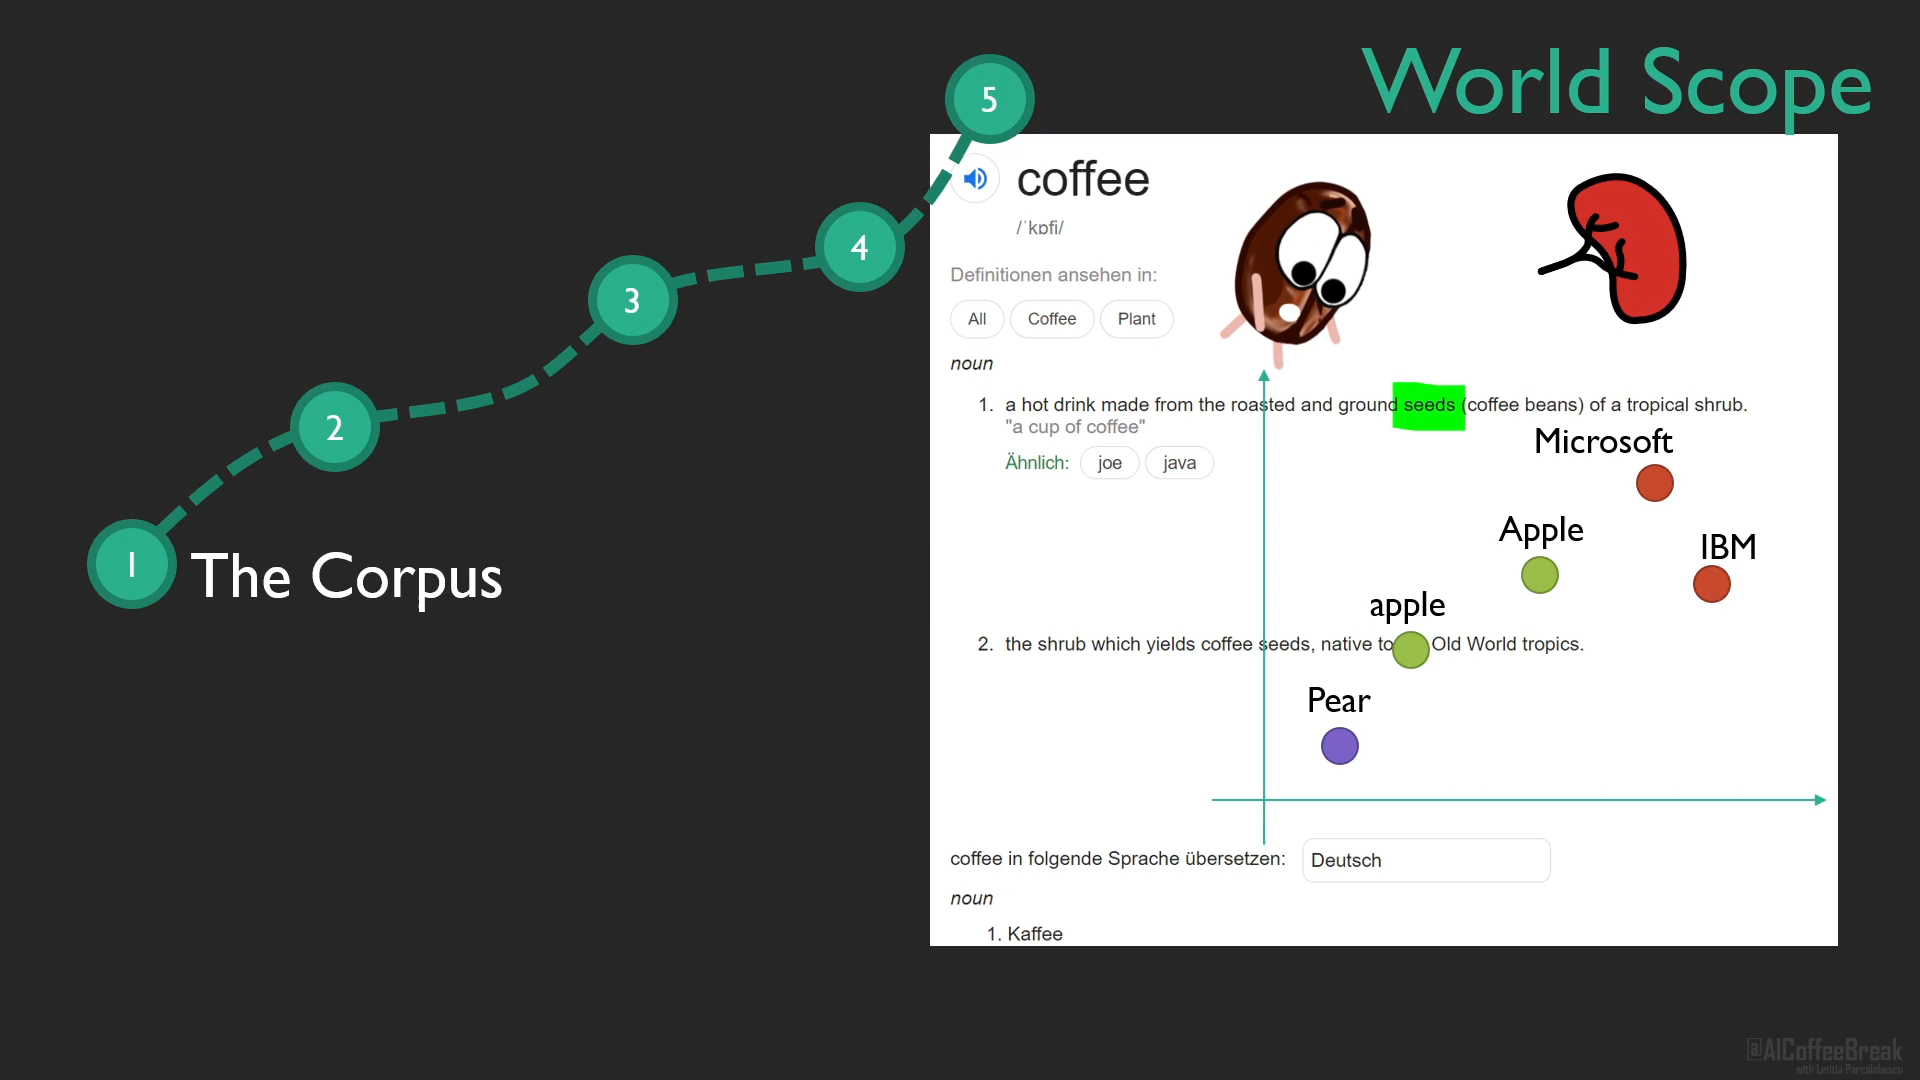 World Scope
5
4
3
2
1
The Corpus
coffee
/ˈkɒfi/
Definitionen ansehen in:
All Coffee Plant
noun
1. a hot drink made from the roasted and ground seeds (coffee beans) of a tropical shrub.
"a cup of coffee"
Ähnlich: joe java
Microsoft
Apple
IBM
apple
2. the shrub which yields coffee seeds, native to Old World tropics.
Pear
coffee in folgende Sprache übersetzen: Deutsch
noun
1. Kaffee
@AICoffeeBreak
with Letitia Parcalabescu